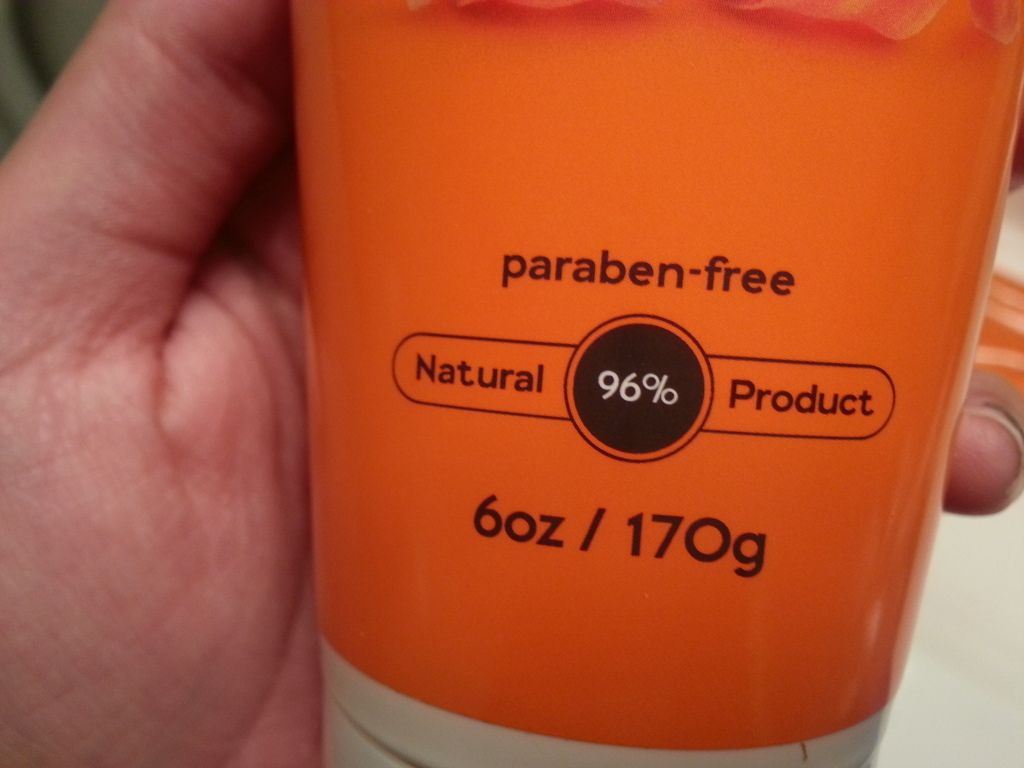 paraben-free
Natural 96% Product
6oz / 170g